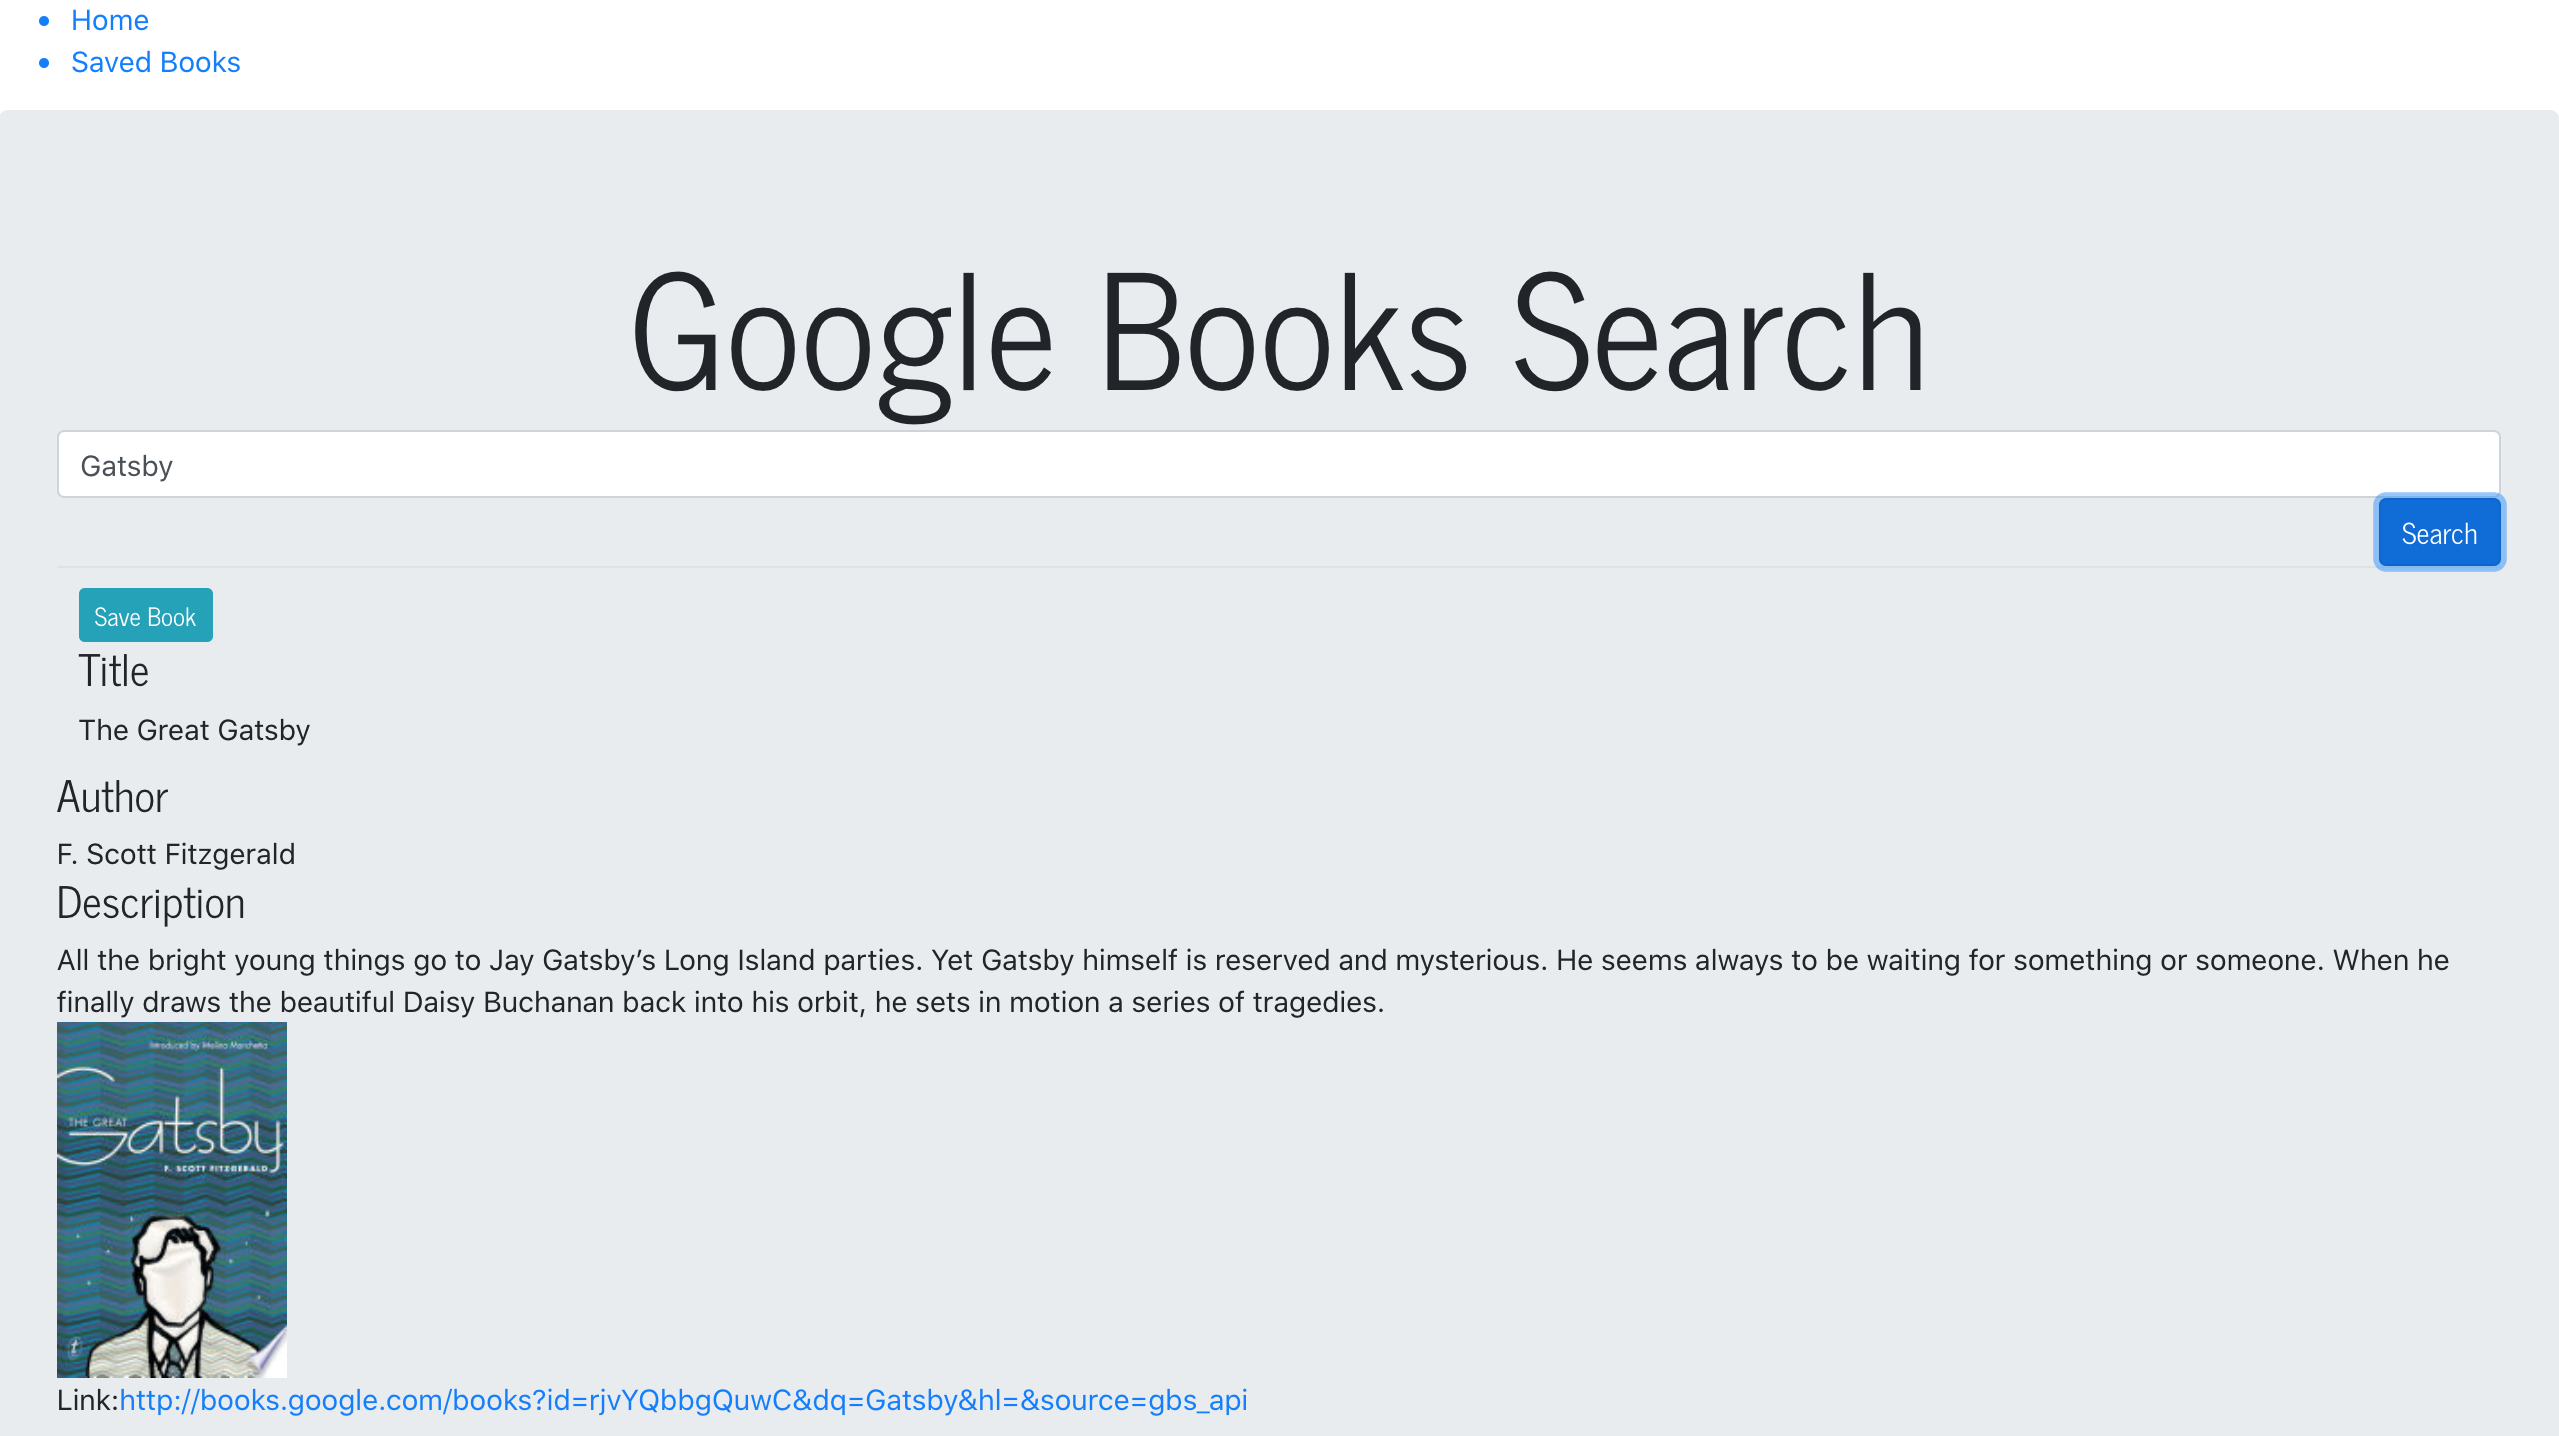 Home
Saved Books
Google Books Search
Gatsby
Search
Save Book
Title
The Great Gatsby
Author
F. Scott Fitzgerald
Description
All the bright young things go to Jay Gatsby’s Long Island parties. Yet Gatsby himself is reserved and mysterious. He seems always to be waiting for something or someone. When he
finally draws the beautiful Daisy Buchanan back into his orbit, he sets in motion a series of tragedies.
Introduced by Melina Marchetta
THE GREAT
Gatsby
F. SCOTT FITZGERALD
t
Link:http://books.google.com/books?id=rjvYQbbgQuwC&dq=Gatsby&hl=&source=gbs_api